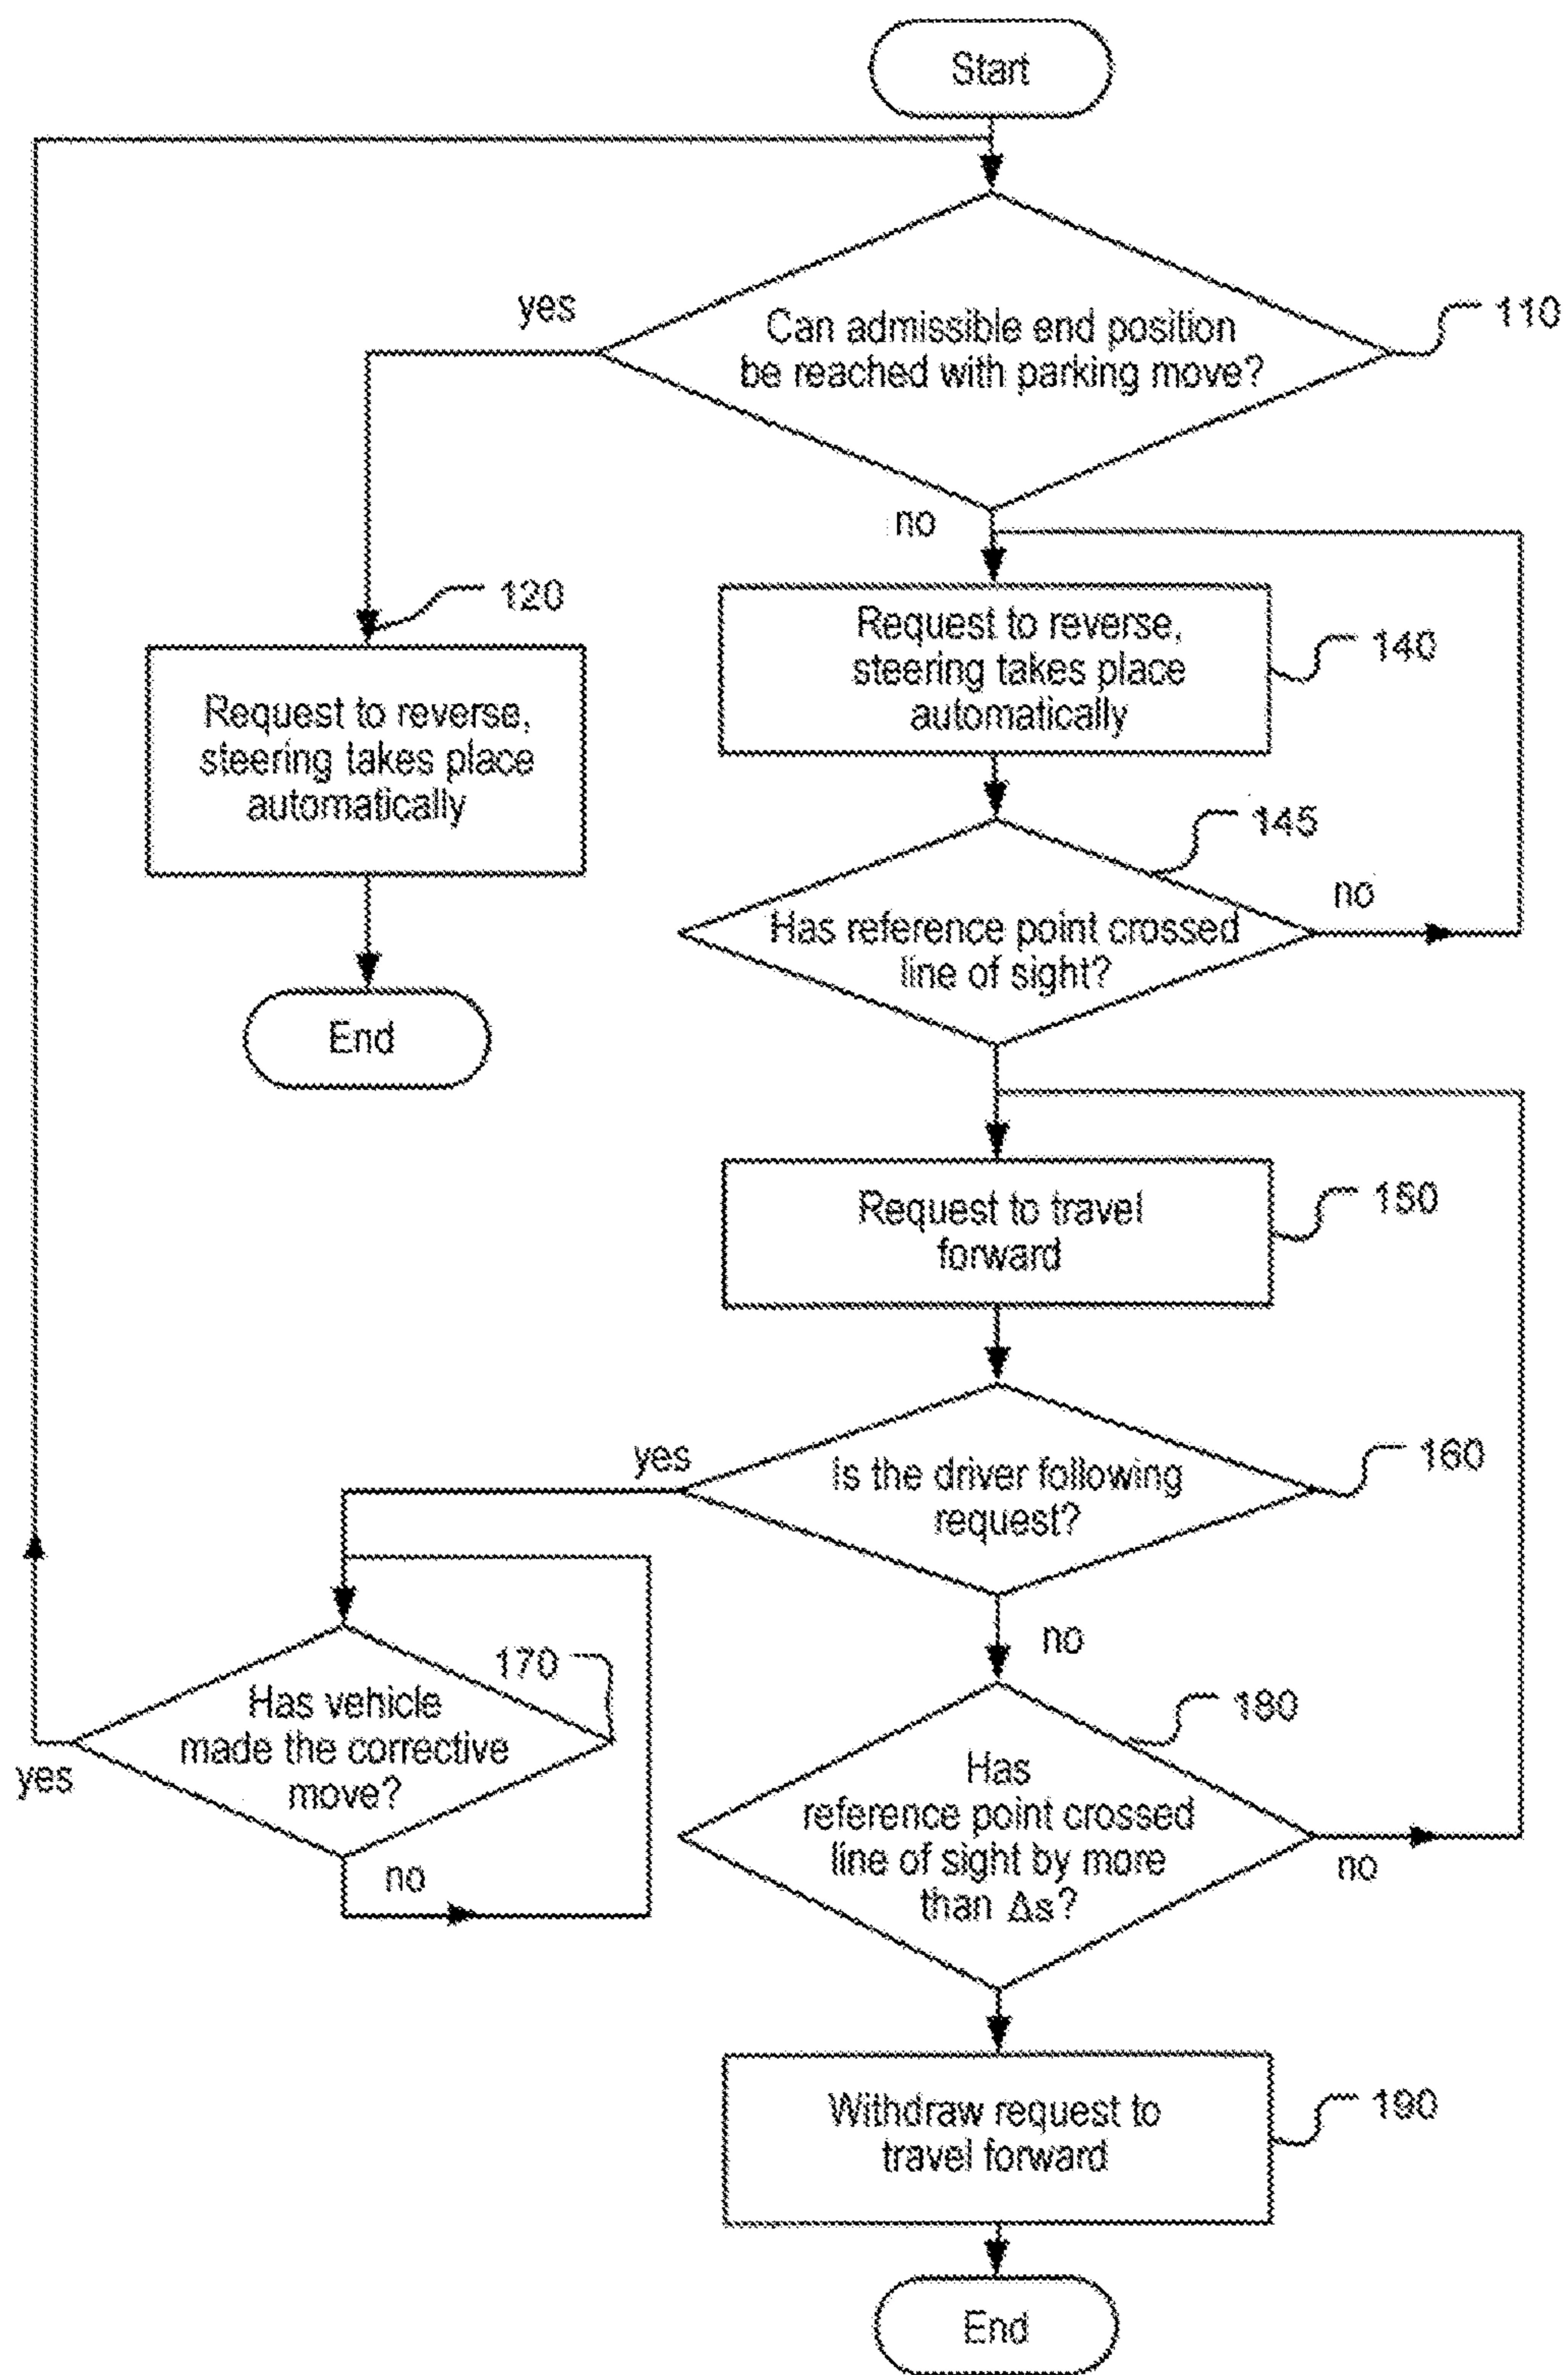 Start
yes
Can admissible end position
be reached with parking move?
110
no
120
Request to reverse,
steering takes place
automatically
140
Request to reverse,
steering takes place
automatically
145
no
Has reference point crossed
line of sight?
End
Request to travel
forward
150
yes
Is the driver following
request?
160
no
170
Has vehicle
made the corrective
move?
yes
no
180
Has
reference point crossed
line of sight by more
than Δs?
no
Withdraw request to
travel forward
190
End